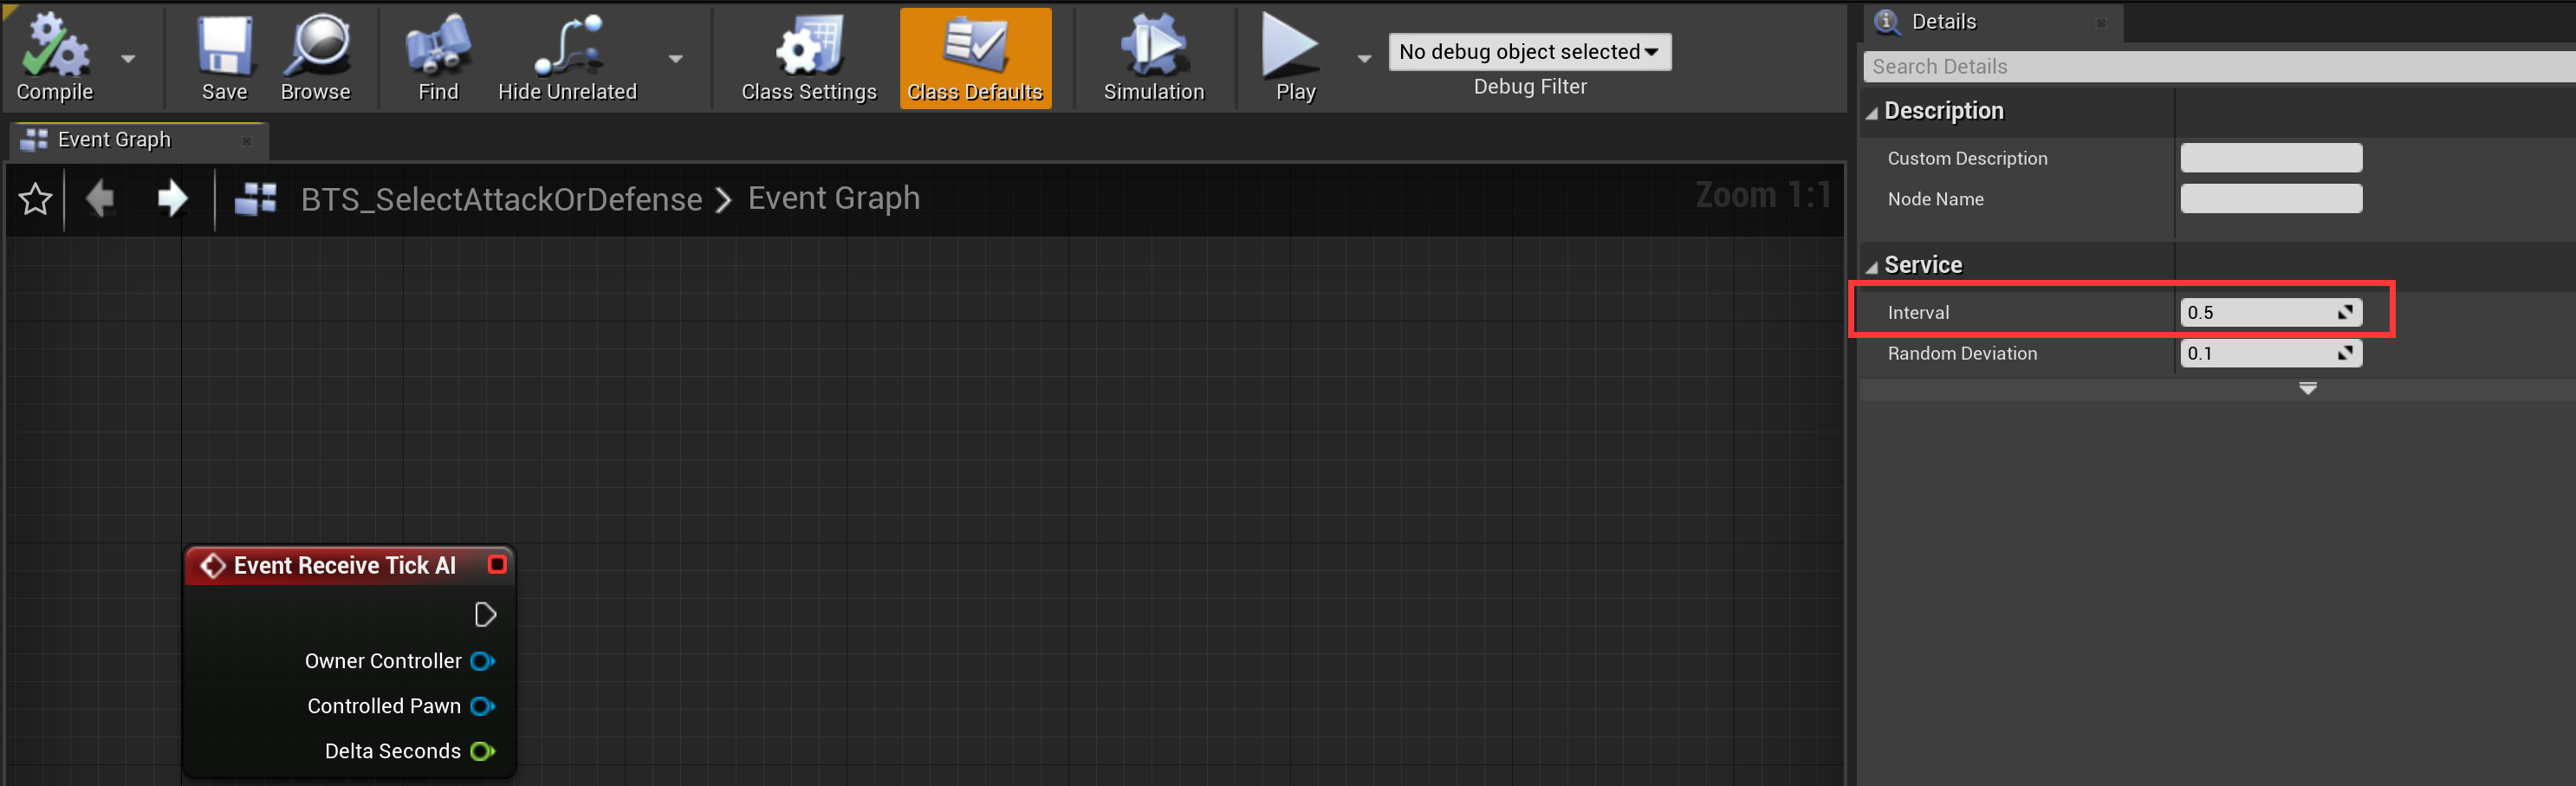 Compile
Save
Browse
Find
Hide Unrelated
Class Settings
Class Defaults
Simulation
Play
No debug object selected
Debug Filter
Event Graph
BTS_SelectAttackOrDefense > Event Graph
Zoom 1:1
Event Receive Tick AI
Owner Controller
Controlled Pawn
Delta Seconds
Details
Search Details
Description
Custom Description
Node Name
Service
Interval 0.5
Random Deviation 0.1